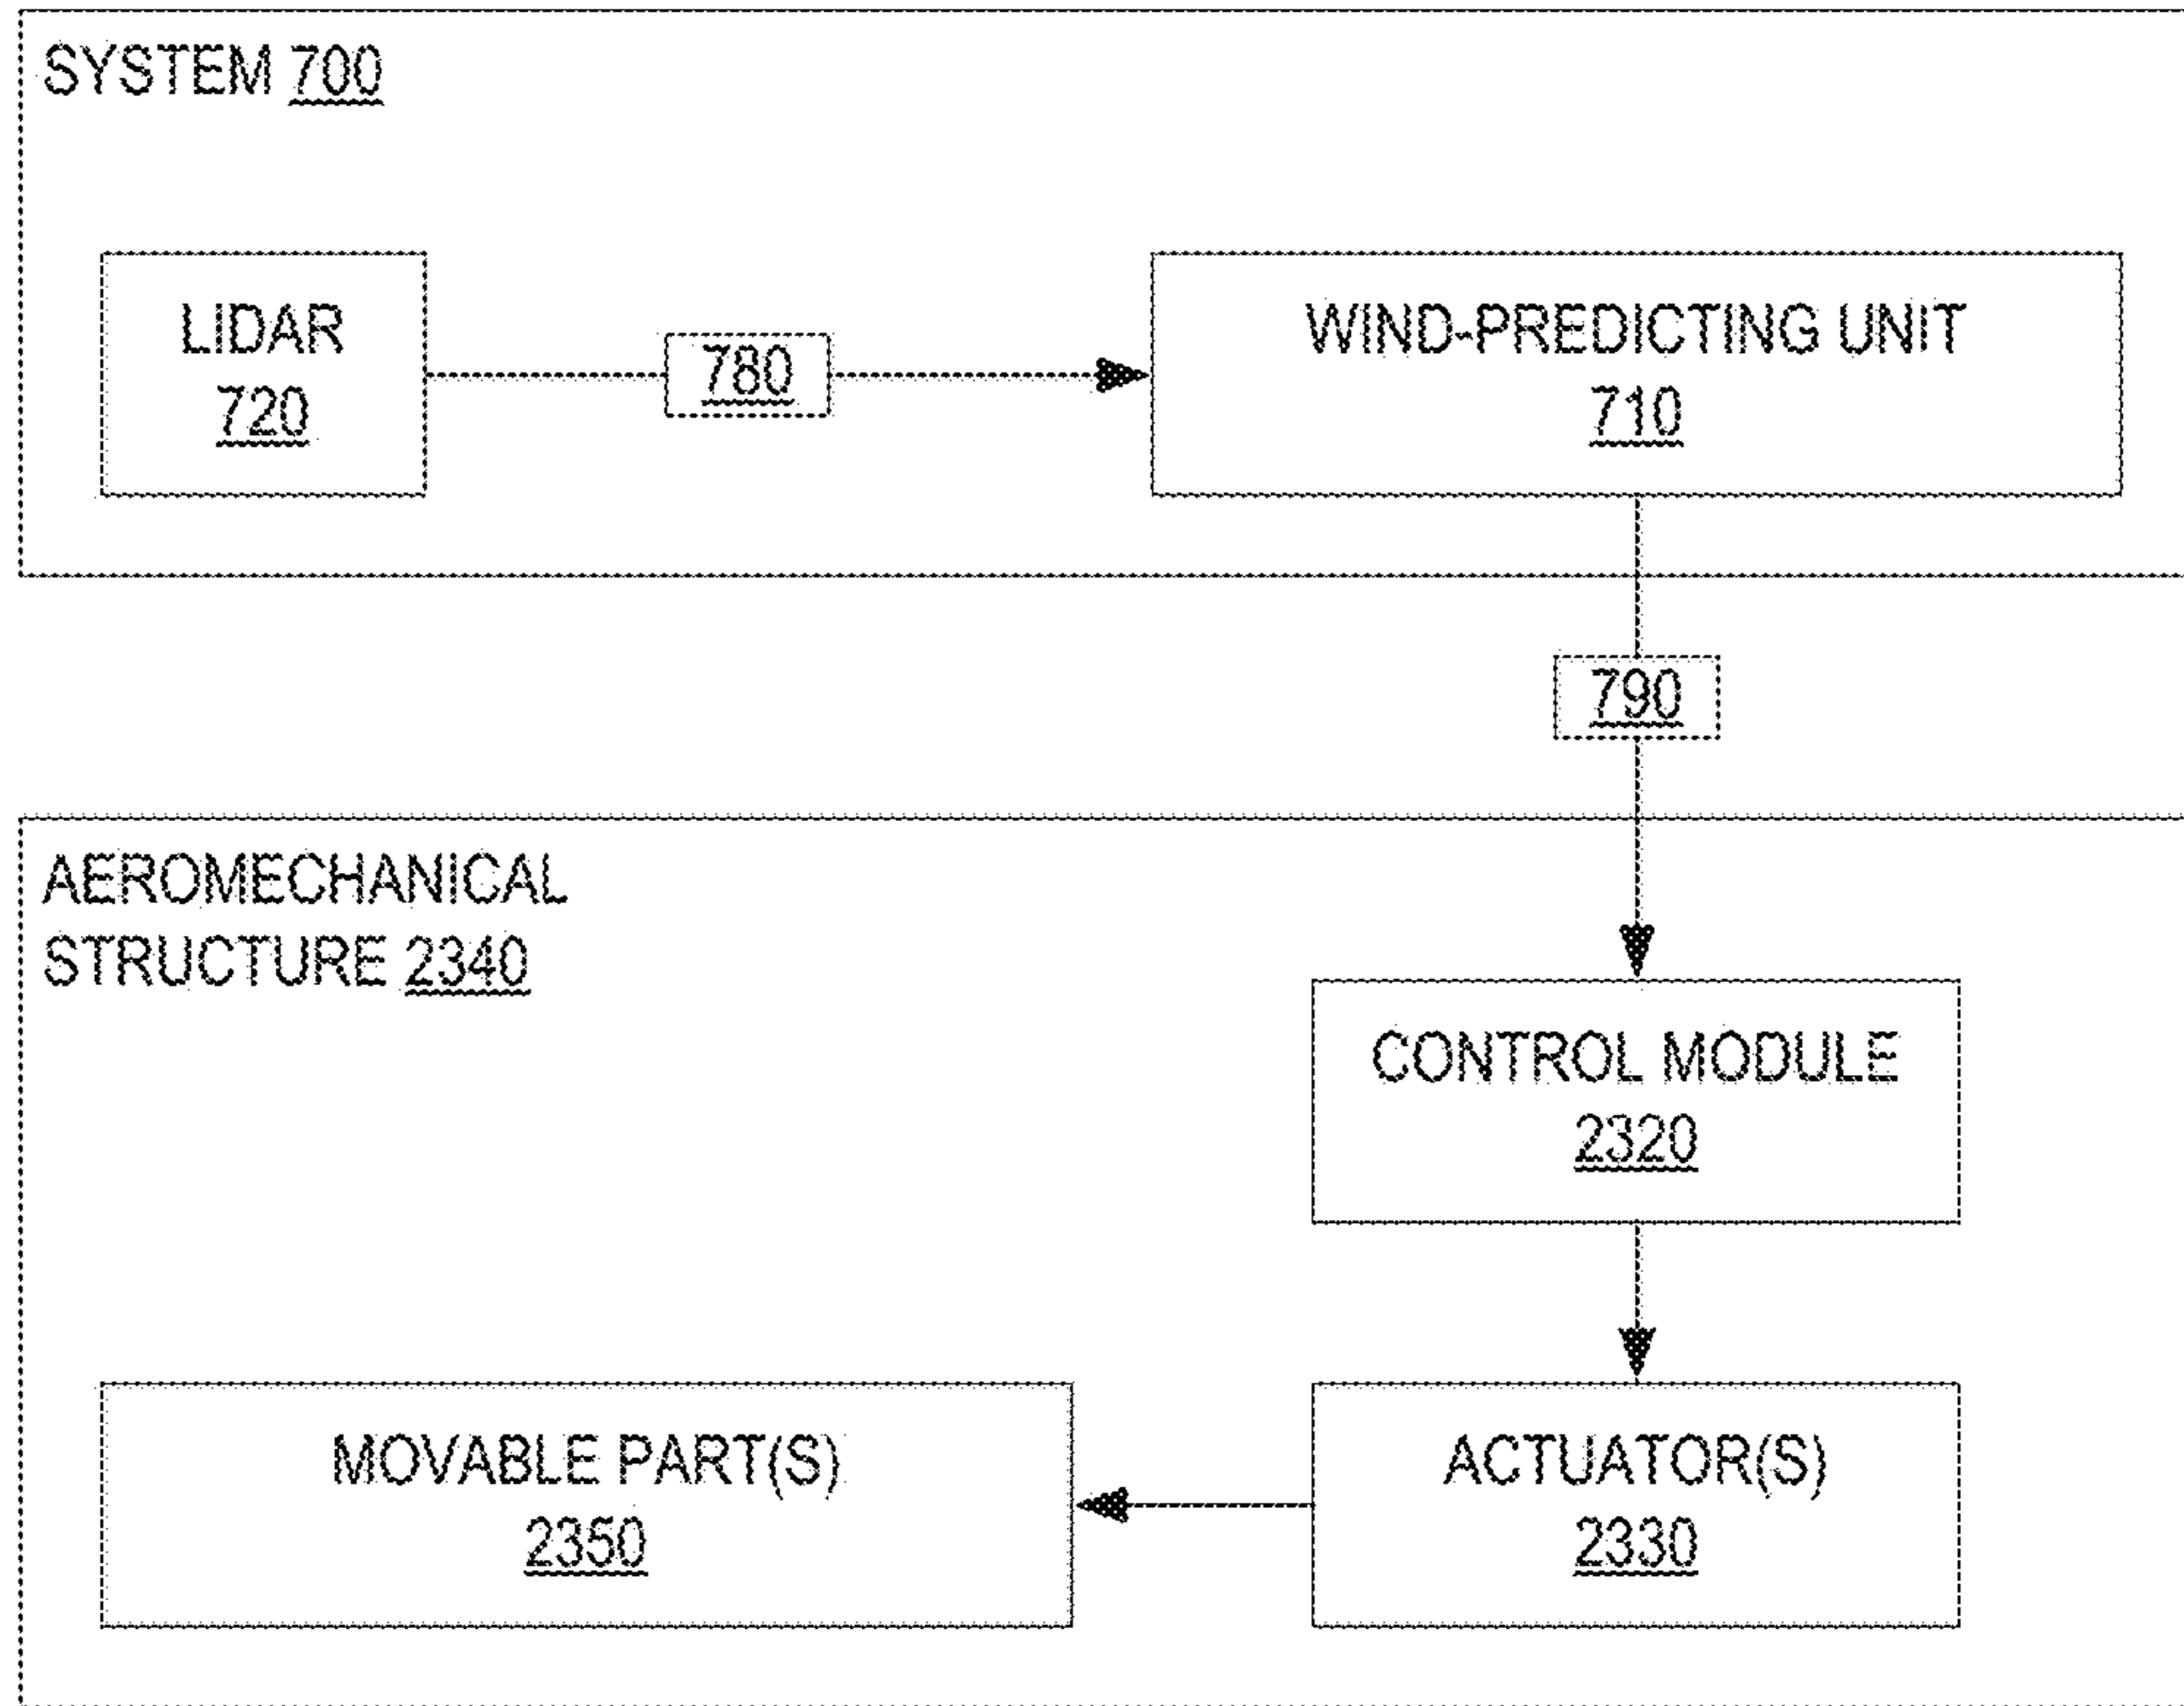 SYSTEM 700
LIDAR
720
780
WIND-PREDICTING UNIT
710
790
AEROMECHANICAL
STRUCTURE 2340
CONTROL MODULE
2320
MOVABLE PART(S)
2350
ACTUATOR(S)
2330